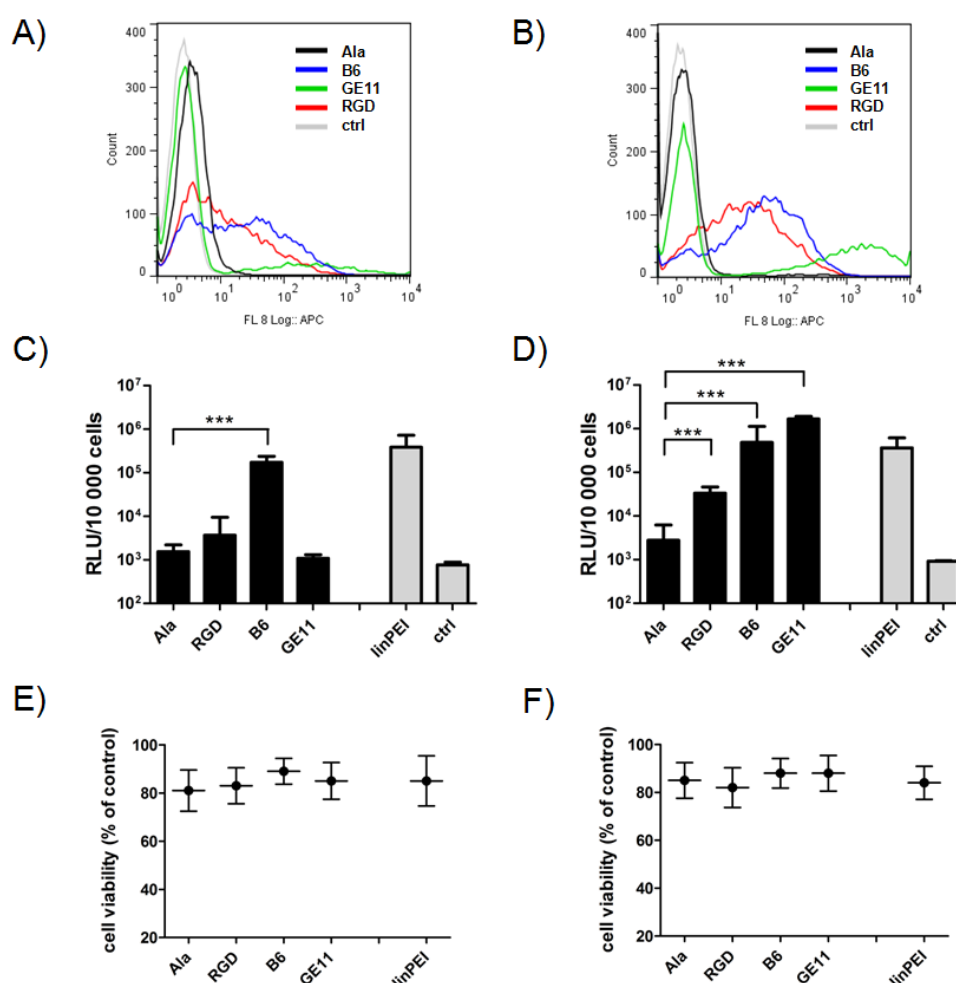 A)
400
300
200
100
0
Count
Ala
B6
GE11
RGD
ctrl
10^0 10^1 10^2 10^3 10^4
FL 8 Log:: APC
B)
400
300
200
100
0
Count
Ala
B6
GE11
RGD
ctrl
10^0 10^1 10^2 10^3 10^4
FL 8 Log:: APC
C)
RLU/10 000 cells
10^7
10^6
10^5
10^4
10^3
10^2
***
Ala RGD B6 GE11 linPEI ctrl
D)
RLU/10 000 cells
10^7
10^6
10^5
10^4
10^3
10^2
***
***
***
Ala RGD B6 GE11 linPEI ctrl
E)
cell viability (% of control)
100
80
60
40
20
Ala RGD B6 GE11 linPEI
F)
cell viability (% of control)
100
80
60
40
20
Ala RGD B6 GE11 linPEI